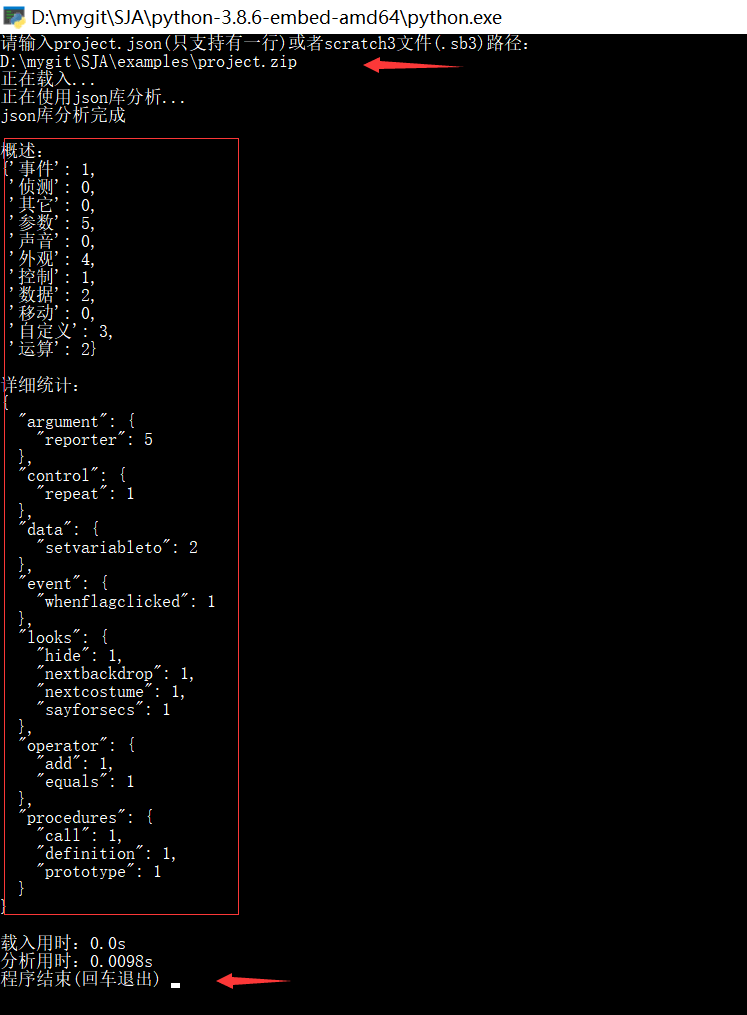 D:\mygit\SJA\python-3.8.6-embed-amd64\python.exe
请输入project.json(只支持有一行)或者scratch3文件(.sb3)路径:
D:\mygit\SJA\examples\project.zip
正在载入...
正在使用json库分析...
json库分析完成
概述:
{'事件': 1,
 '侦测': 0,
 '其它': 0,
 '参数': 5,
 '声音': 0,
 '外观': 4,
 '控制': 1,
 '数据': 2,
 '移动': 0,
 '自定义': 3,
 '运算': 2}
详细统计:
{
  "argument": {
    "reporter": 5
  },
  "control": {
    "repeat": 1
  },
  "data": {
    "setvariableto": 2
  },
  "event": {
    "whenflagclicked": 1
  },
  "looks": {
    "hide": 1,
    "nextbackdrop": 1,
    "nextcostume": 1,
    "sayforsecs": 1
  },
  "operator": {
    "add": 1,
    "equals": 1
  },
  "procedures": {
    "call": 1,
    "definition": 1,
    "prototype": 1
  }
}
载入用时: 0.0s
分析用时: 0.0098s
程序结束(回车退出)